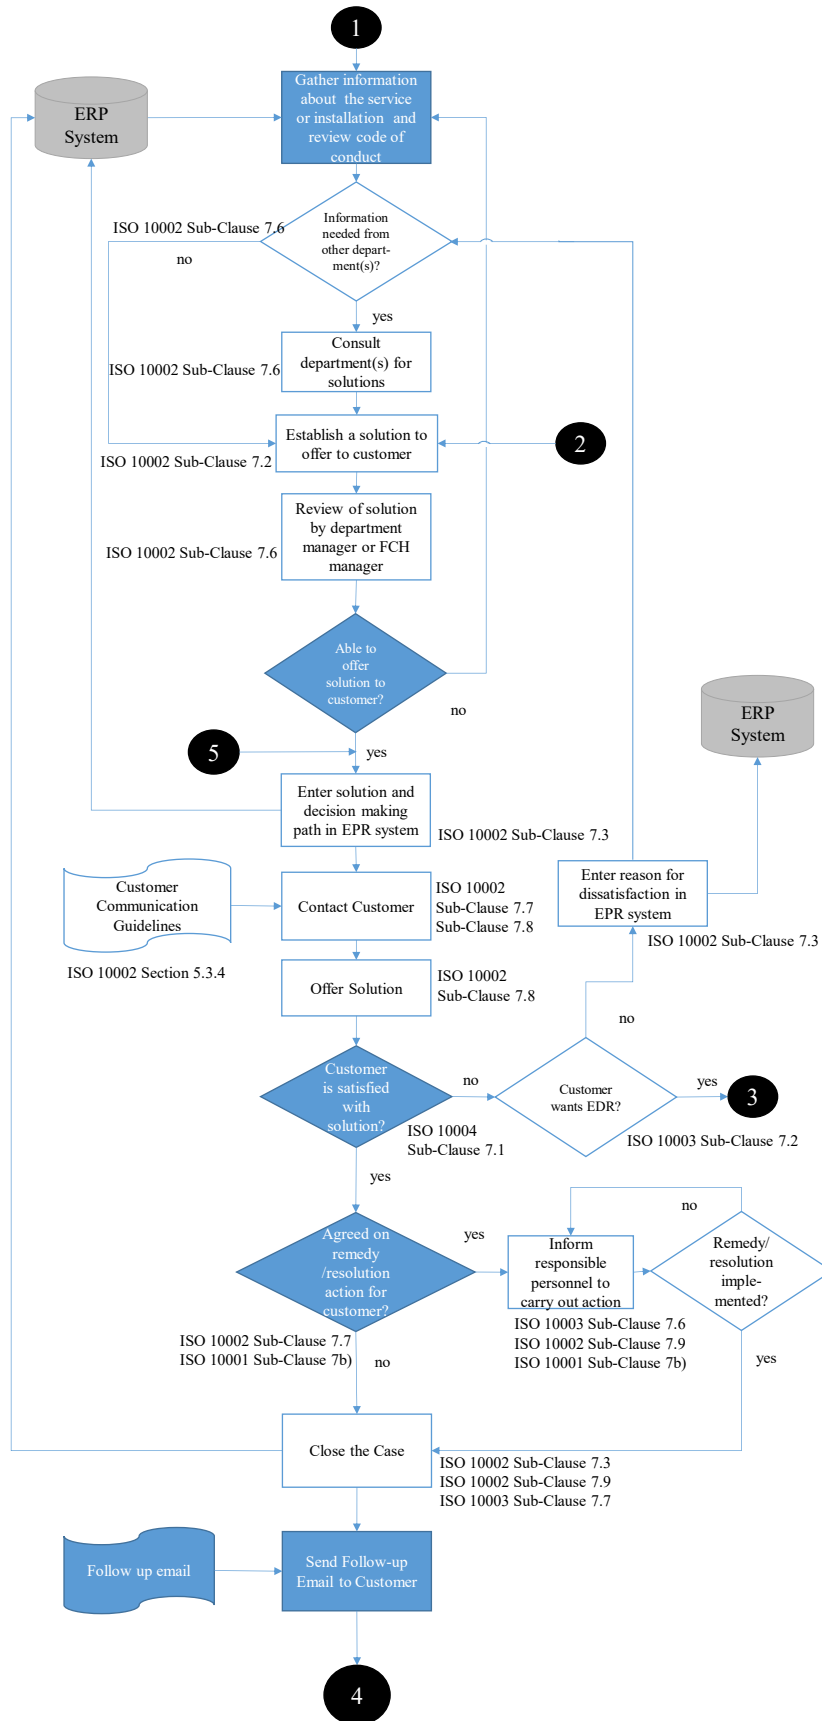 1
Gather information
about the service
or installation and
review code of
conduct
ERP
System
ISO 10002 Sub-Clause 7.6
no
Information
needed from
other depart-
ment(s)?
yes
Consult
department(s) for
solutions
ISO 10002 Sub-Clause 7.6
Establish a solution to
offer to customer
2
ISO 10002 Sub-Clause 7.2
Review of solution
by department
manager or FCH
manager
ISO 10002 Sub-Clause 7.6
Able to
offer
solution to
customer?
no
ERP
System
5
yes
Enter solution and
decision making
path in EPR system
ISO 10002 Sub-Clause 7.3
Customer
Communication
Guidelines
ISO 10002 Section 5.3.4
Contact Customer
ISO 10002
Sub-Clause 7.7
Sub-Clause 7.8
Enter reason for
dissatisfaction in
EPR system
ISO 10002 Sub-Clause 7.3
Offer Solution
ISO 10002
Sub-Clause 7.8
no
Customer
is satisfied
with
solution?
no
ISO 10004
Sub-Clause 7.1
Customer
wants EDR?
yes
3
ISO 10003 Sub-Clause 7.2
yes
Agreed on
remedy
/resolution
action for
customer?
yes
ISO 10002 Sub-Clause 7.7
ISO 10001 Sub-Clause 7b)
no
Inform
responsible
personnel to
carry out action
ISO 10003 Sub-Clause 7.6
ISO 10002 Sub-Clause 7.9
ISO 10001 Sub-Clause 7b)
no
Remedy/
resolution
imple-
mented?
yes
Close the Case
ISO 10002 Sub-Clause 7.3
ISO 10002 Sub-Clause 7.9
ISO 10003 Sub-Clause 7.7
Follow up email
Send Follow-up
Email to Customer
4